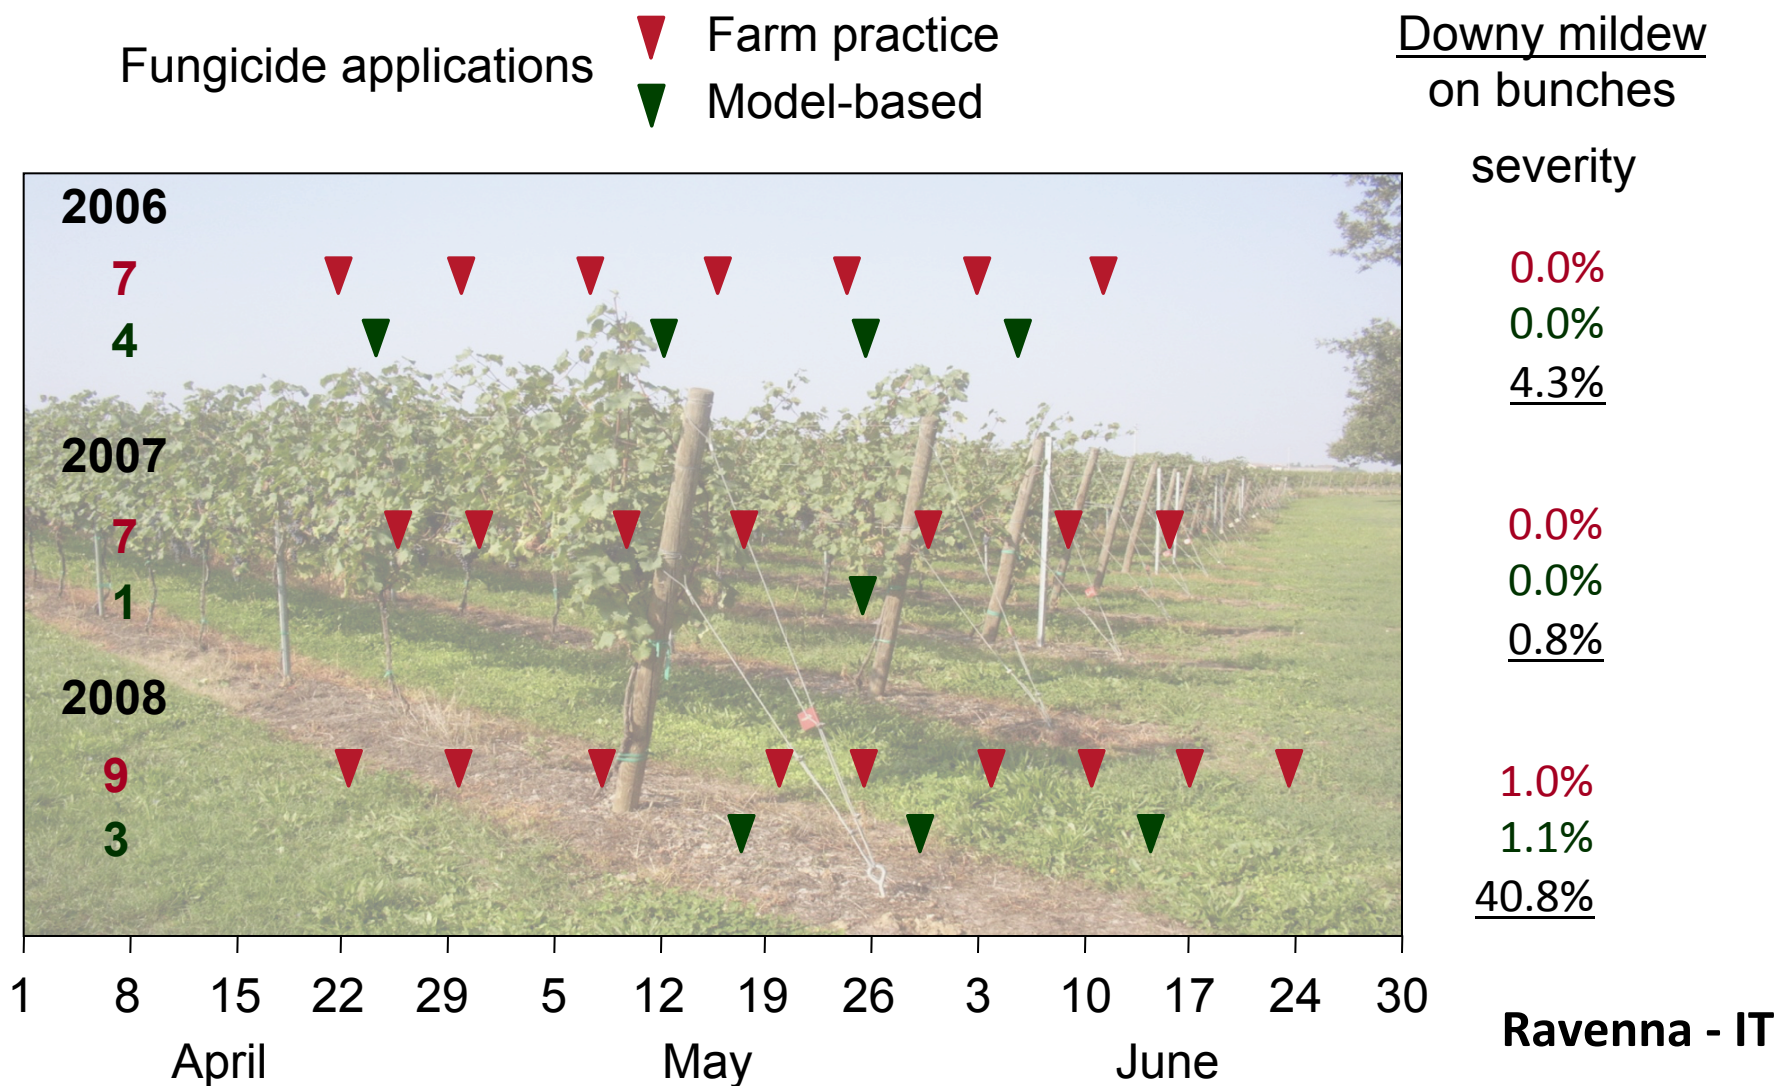 Fungicide applications
Farm practice
Model-based
Downy mildew
on bunches
severity
2006
7
0.0%
4
0.0%
4.3%
2007
7
0.0%
1
0.0%
0.8%
2008
9
1.0%
3
1.1%
40.8%
1 8 15 22 29 5 12 19 26 3 10 17 24 30
April May June
Ravenna - IT